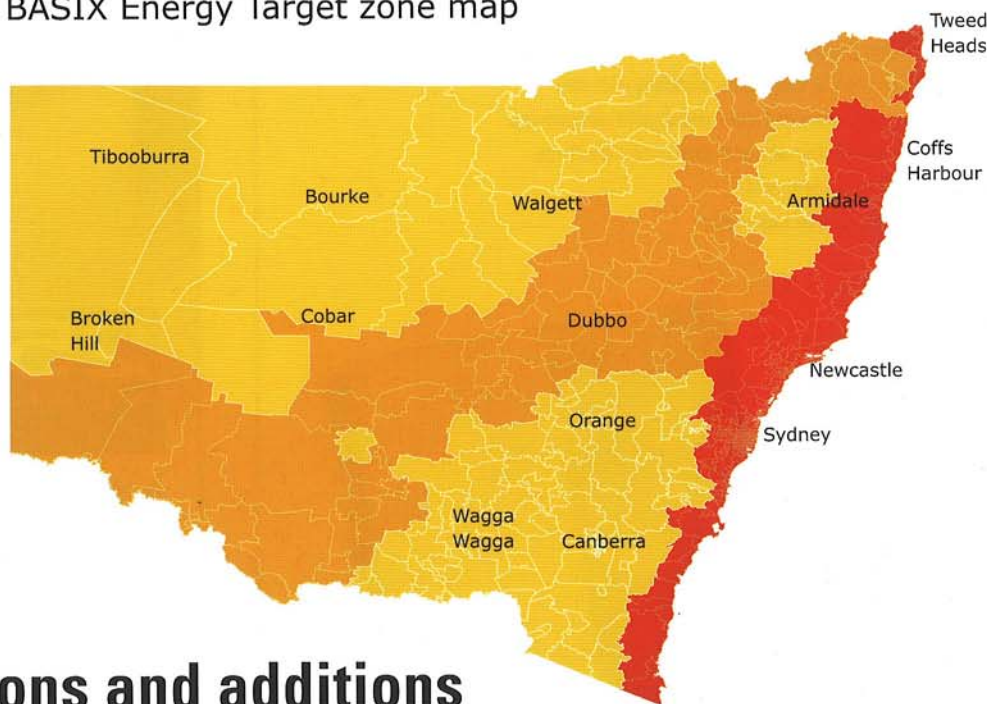 BASIX Energy Target zone map
Tweed
Heads
Tibooburra
Coffs
Harbour
Bourke
Walgett
Armidale
Broken
Hill
Cobar
Dubbo
Newcastle
Orange
Sydney
Wagga
Wagga
Canberra
ons and additions